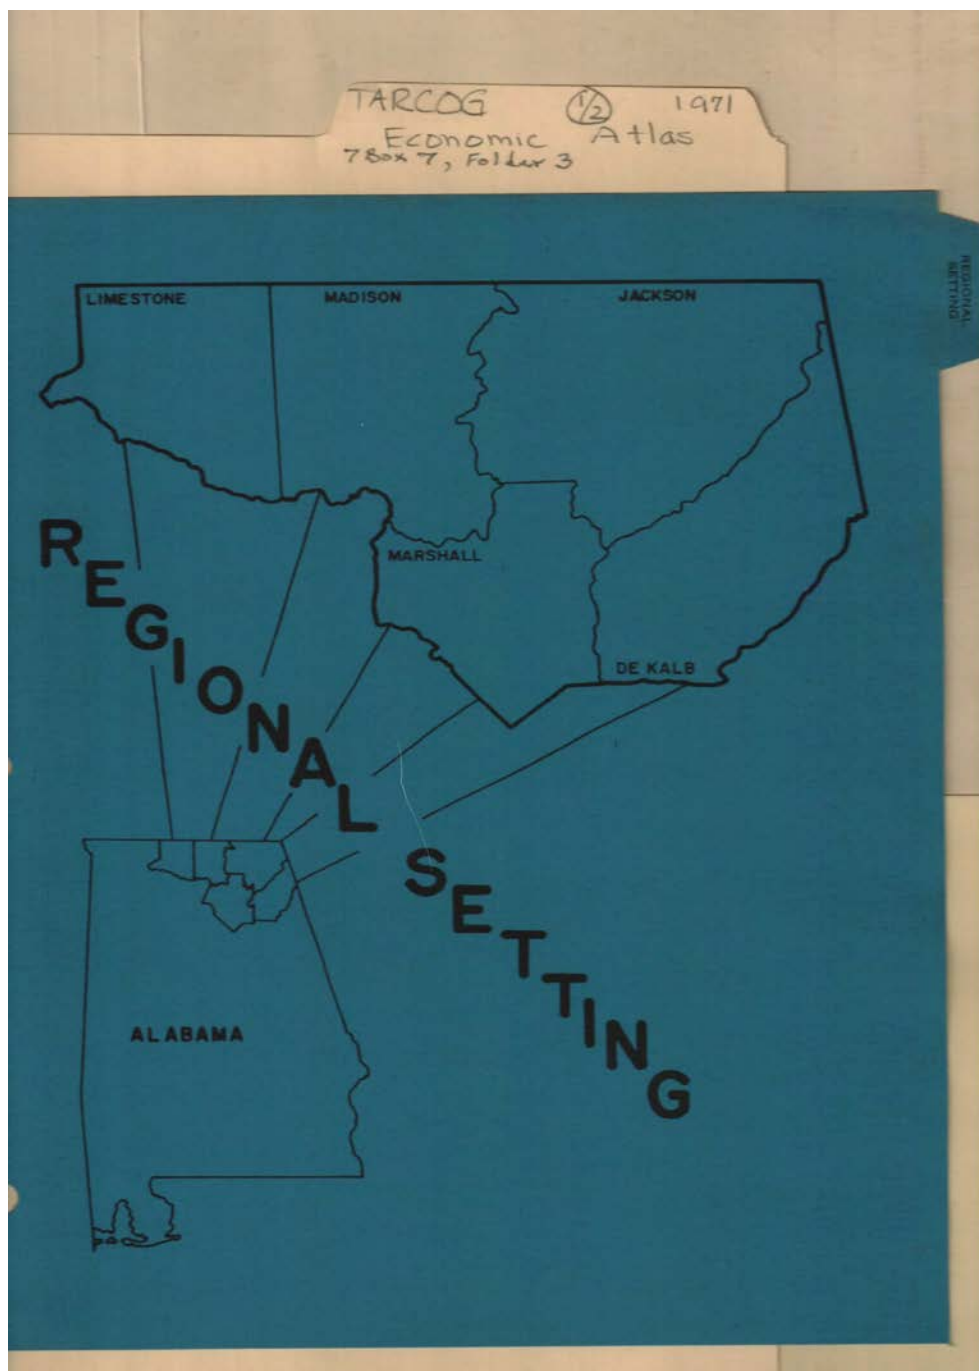 TARCOG 1/2 1971
Economic Atlas
7 Box 7, Folder 3
REGIONAL
SETTING
LIMESTONE MADISON JACKSON
MARSHALL
DE KALB
REGIONAL SETTING
ALABAMA